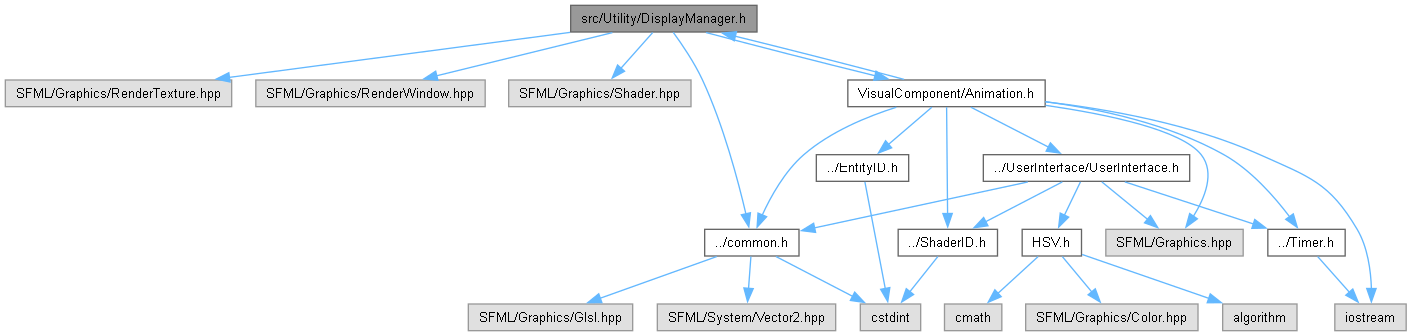 src/Utility/DisplayManager.h
SFML/Graphics/RenderTexture.hpp
SFML/Graphics/RenderWindow.hpp
SFML/Graphics/Shader.hpp
VisualComponent/Animation.h
../EntityID.h
../UserInterface/UserInterface.h
../common.h
../ShaderID.h
HSV.h
SFML/Graphics.hpp
../Timer.h
SFML/Graphics/Glsl.hpp
SFML/System/Vector2.hpp
cstdint
cmath
SFML/Graphics/Color.hpp
algorithm
iostream